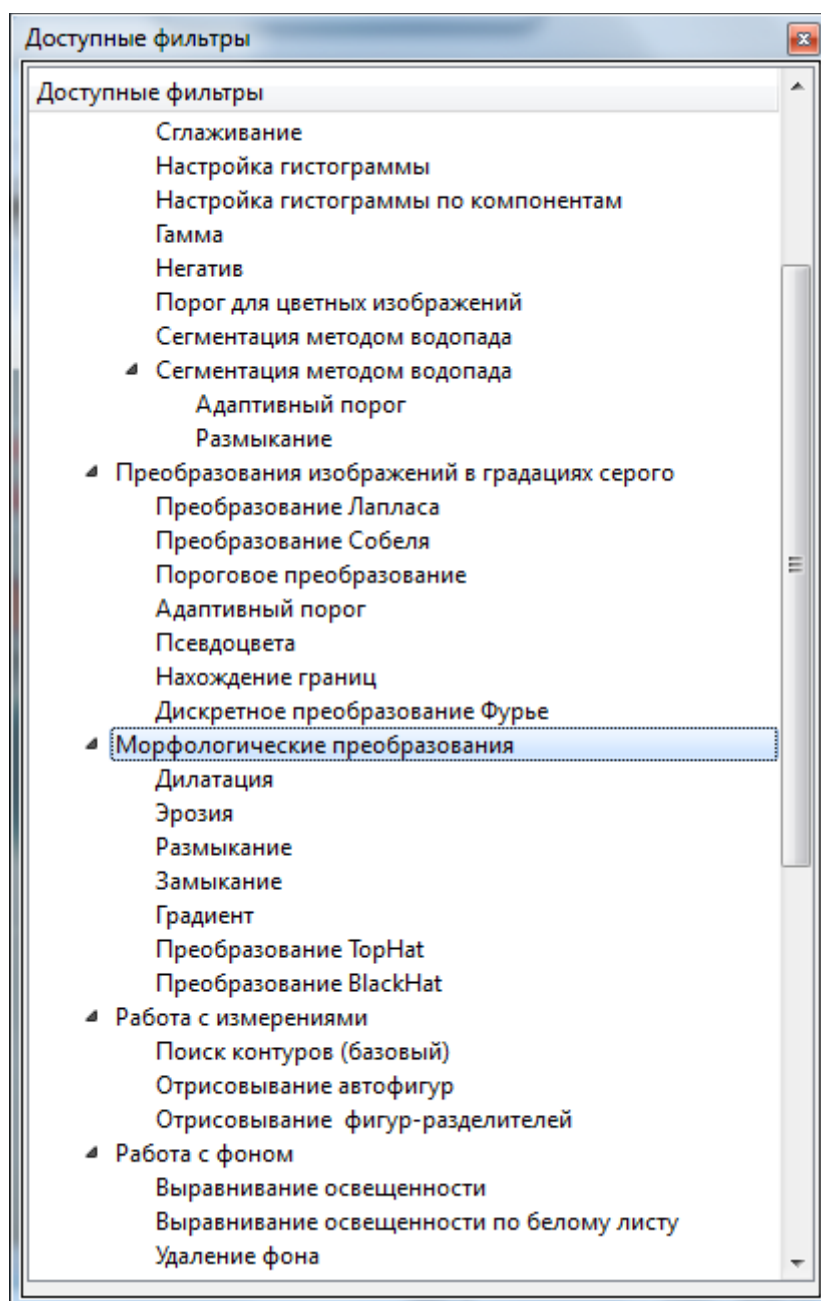 Доступные фильтры
Доступные фильтры
Сглаживание
Настройка гистограммы
Настройка гистограммы по компонентам
Гамма
Негатив
Порог для цветных изображений
Сегментация методом водопада
Сегментация методом водопада
Адаптивный порог
Размыкание
Преобразования изображений в градациях серого
Преобразование Лапласа
Преобразование Собеля
Пороговое преобразование
Адаптивный порог
Псевдоцвета
Нахождение границ
Дискретное преобразование Фурье
Морфологические преобразования
Дилатация
Эрозия
Размыкание
Замыкание
Градиент
Преобразование TopHat
Преобразование BlackHat
Работа с измерениями
Поиск контуров (базовый)
Отрисовывание автофигур
Отрисовывание  фигур-разделителей
Работа с фоном
Выравнивание освещенности
Выравнивание освещенности по белому листу
Удаление фона